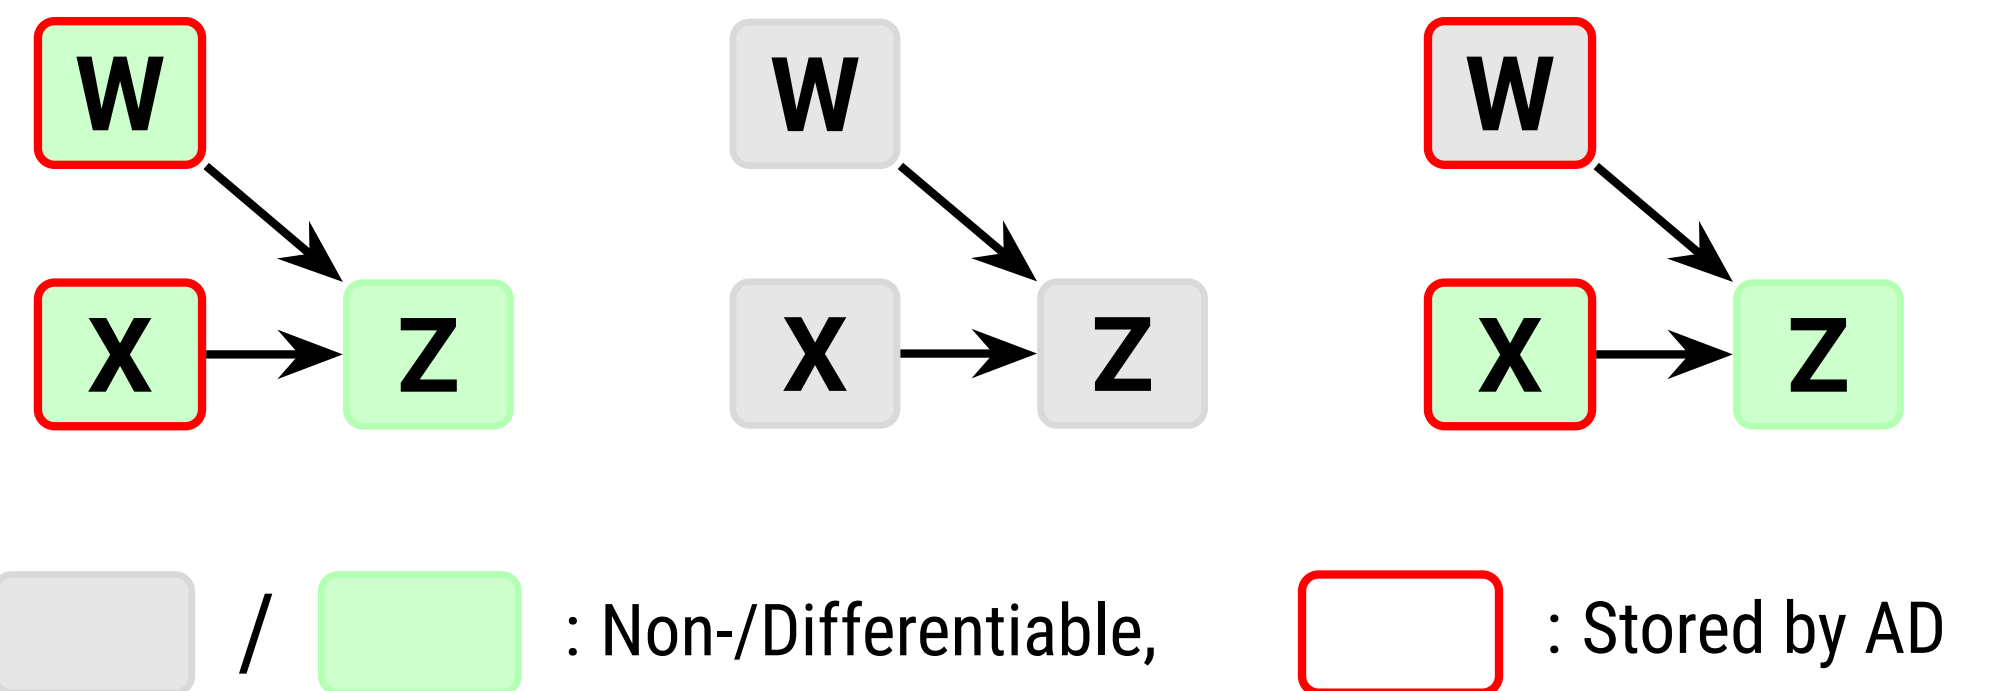 W W W
X Z X Z X Z
/ : Non-/Differentiable, : Stored by AD